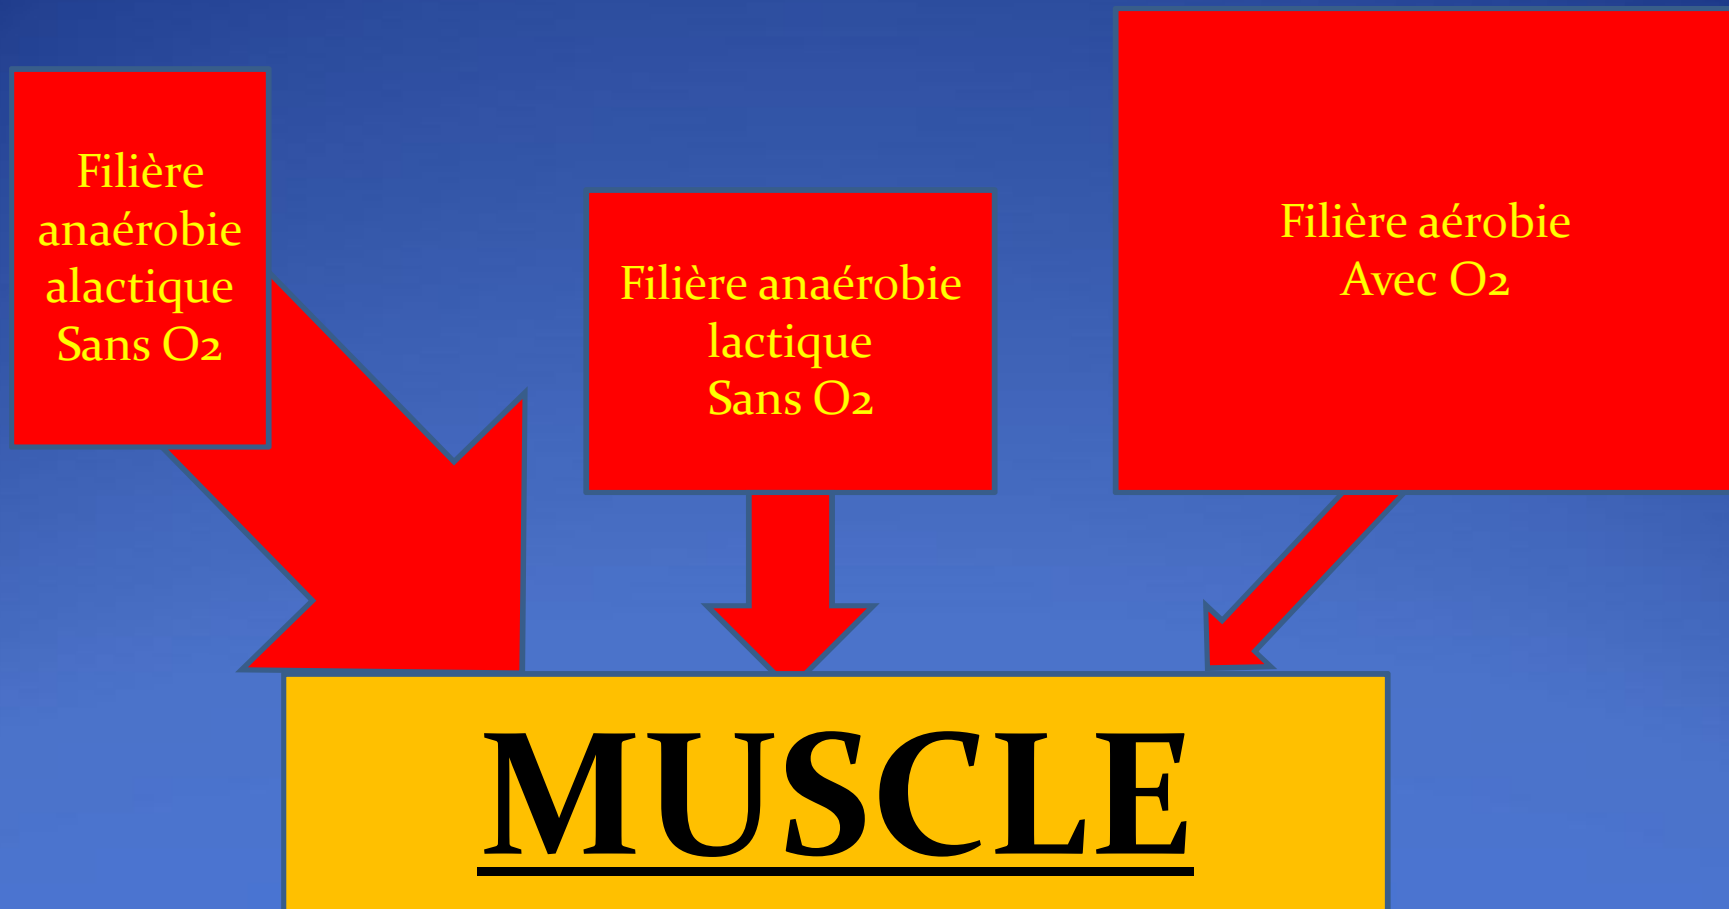 Filière
anaérobie
alactique
Sans O2
Filière anaérobie
lactique
Sans O2
Filière aérobie
Avec O2
MUSCLE